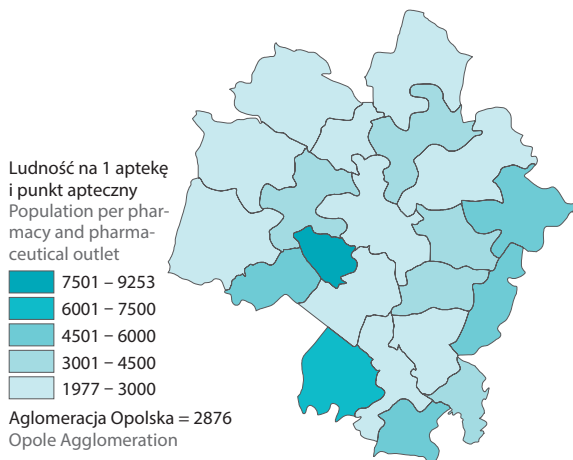 Ludność na 1 aptekę
i punkt apteczny
Population per phar-
macy and pharma-
ceutical outlet
7501 – 9253
6001 – 7500
4501 – 6000
3001 – 4500
1977 – 3000
Aglomeracja Opolska = 2876
Opole Agglomeration